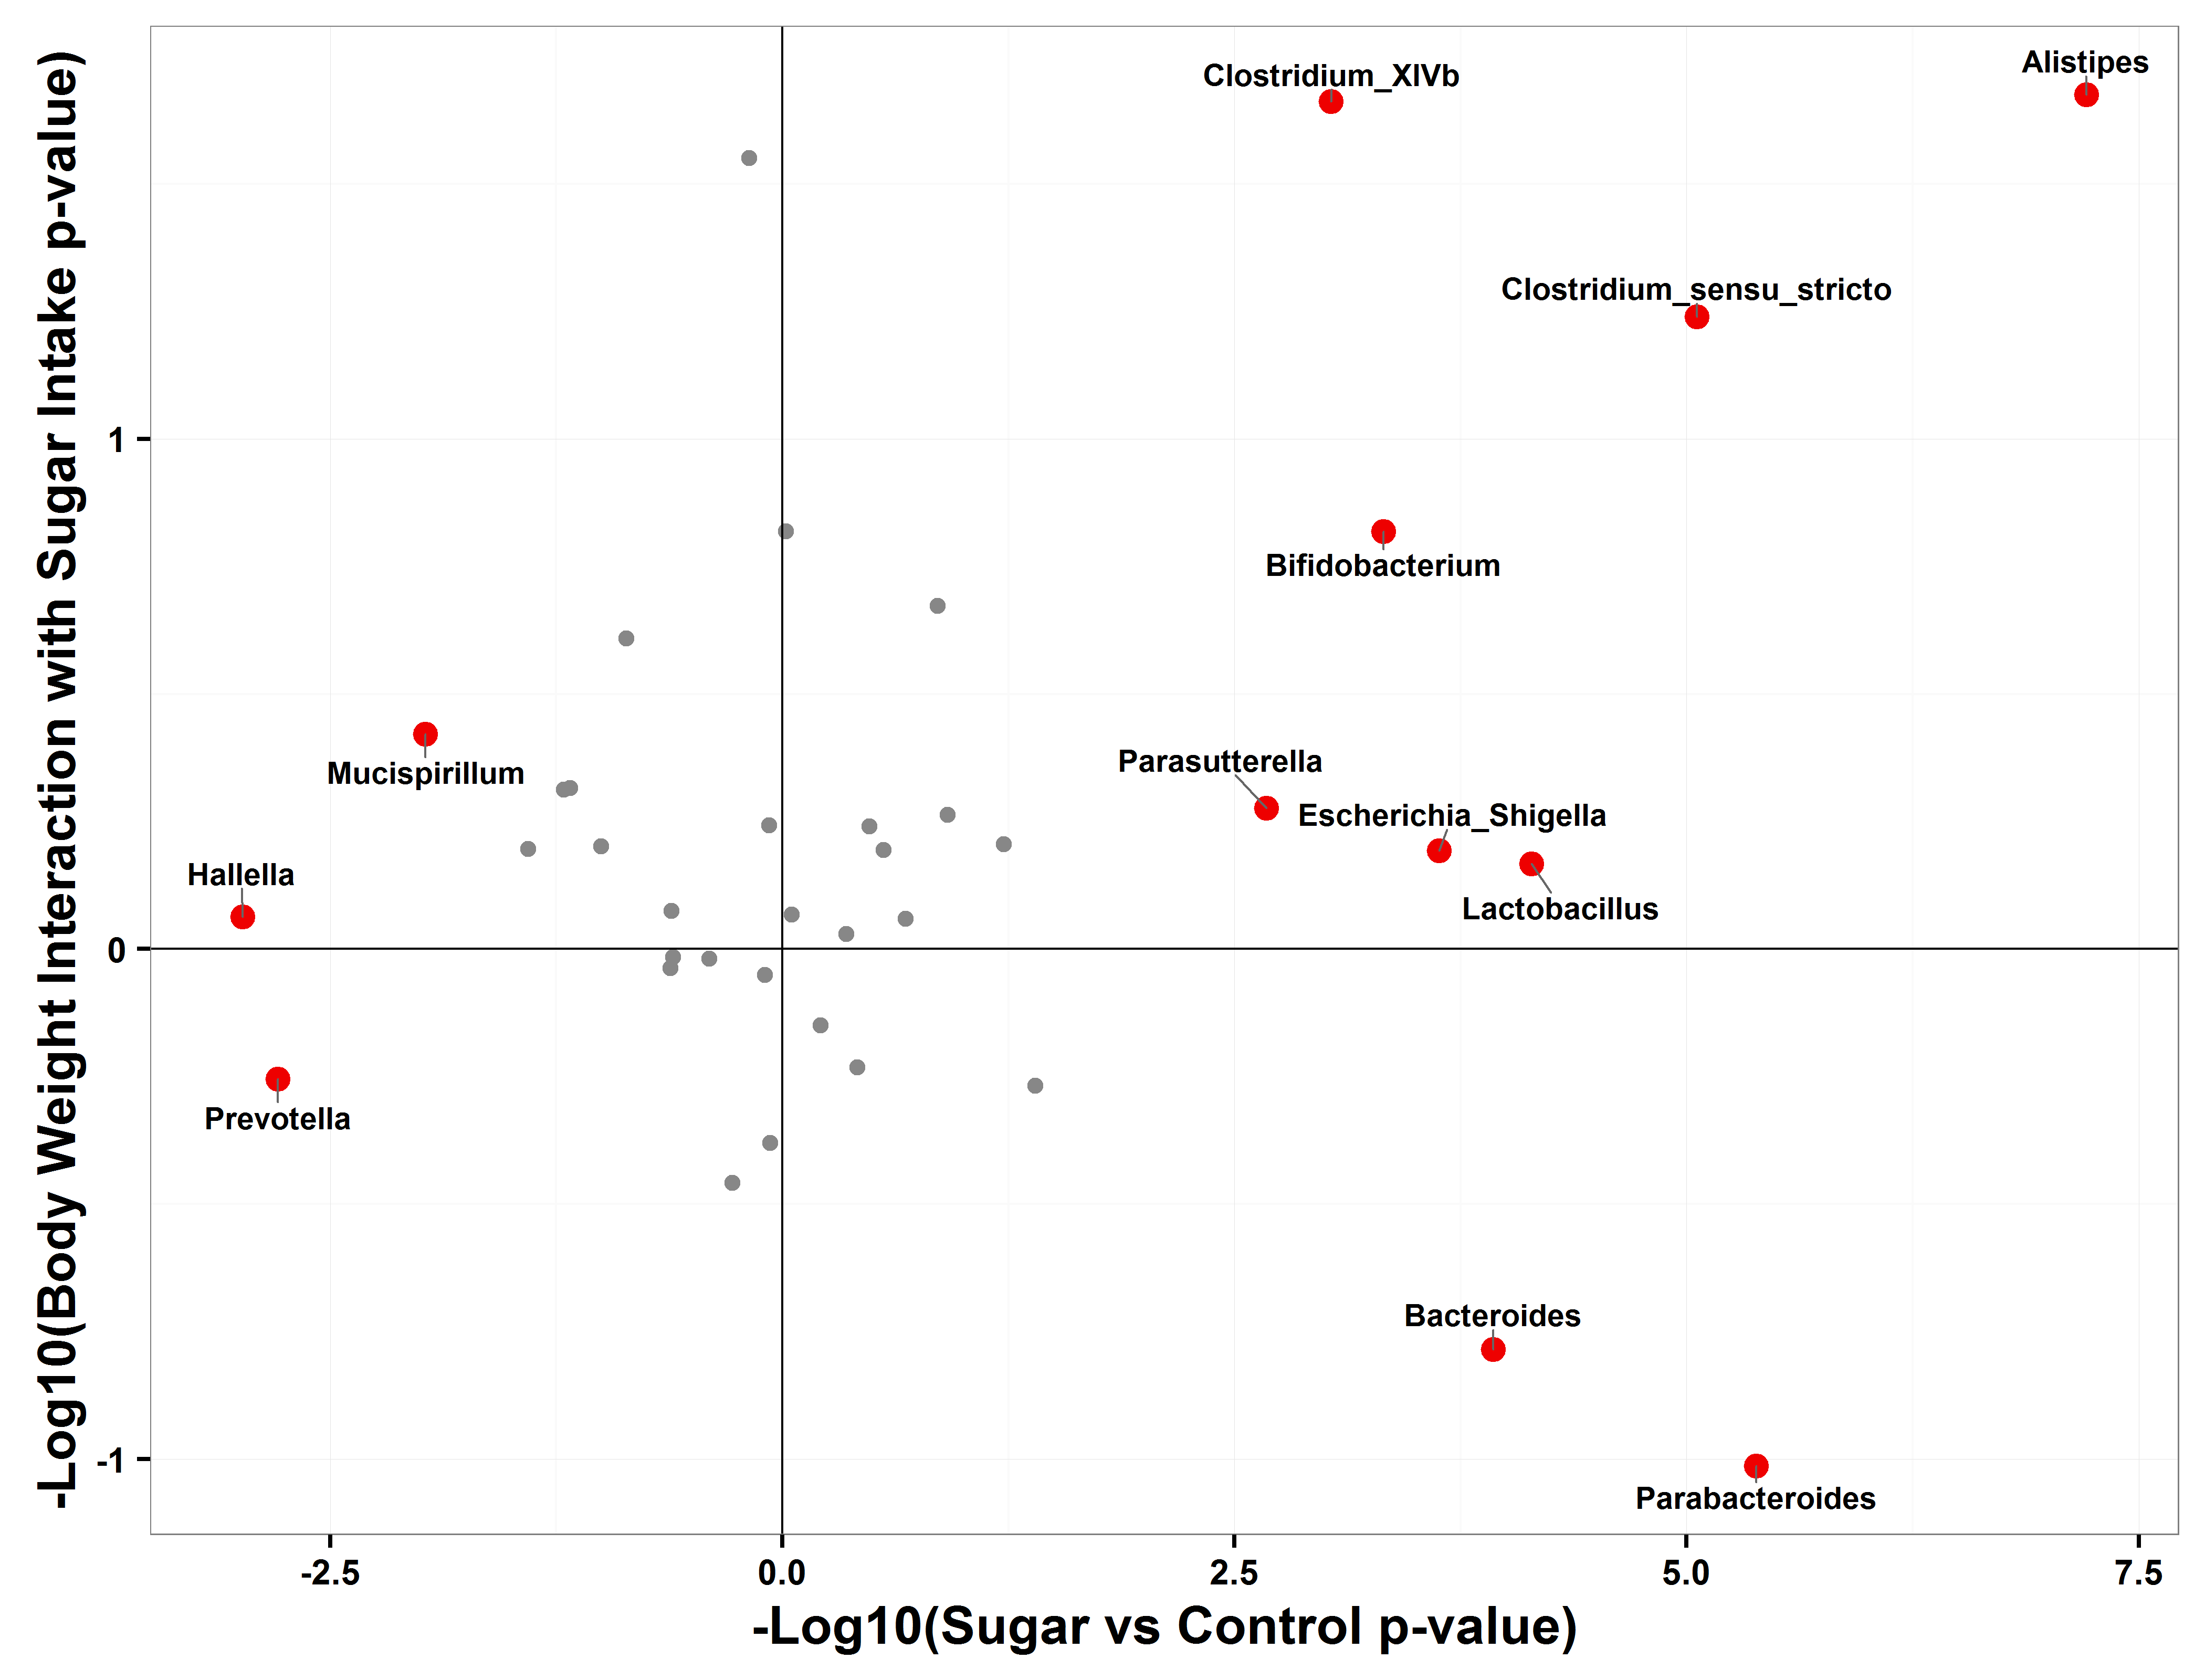 -Log10(Body Weight Interaction with Sugar Intake p-value)
Alistipes
Clostridium_XIVb
Clostridium_sensu_stricto
1
Bifidobacterium
Parasutterella
Mucispirillum
Escherichia_Shigella
Hallella
Lactobacillus
0
Prevotella
Bacteroides
-1
Parabacteroides
-2.5 0.0 2.5 5.0 7.5
-Log10(Sugar vs Control p-value)